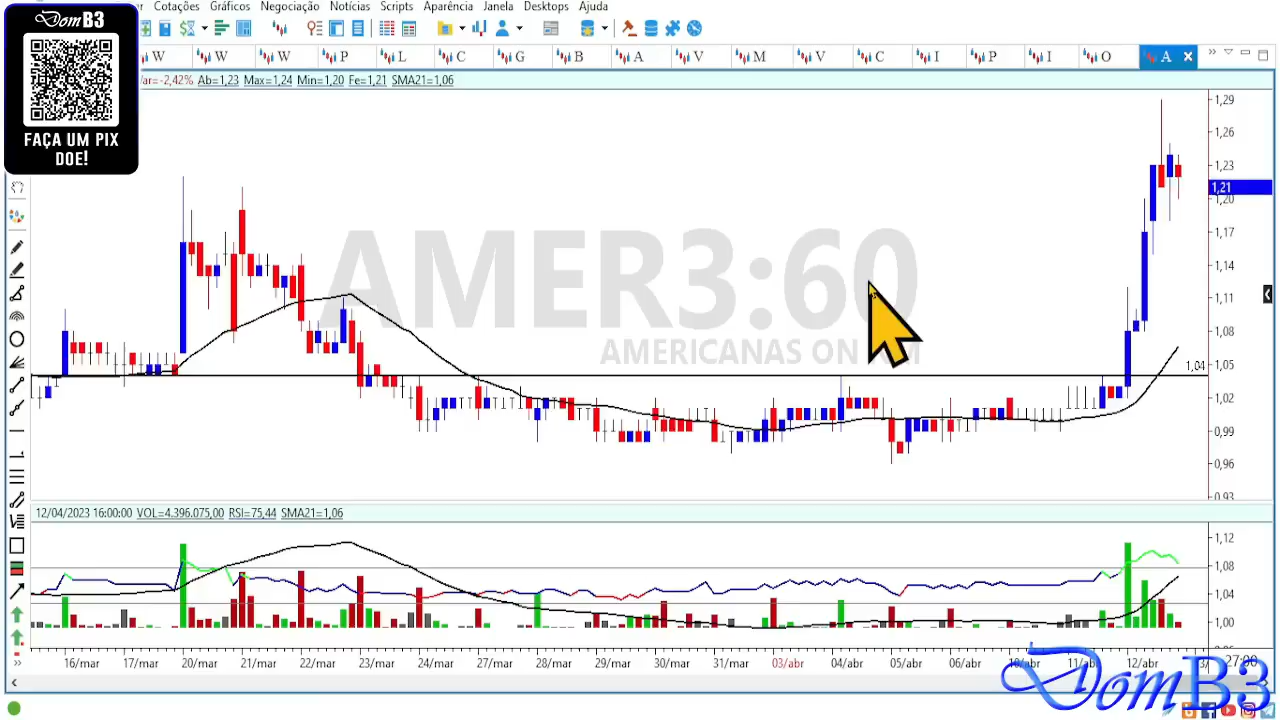 Cotações Gráficos Negociação Notícias Scripts Aparência Janela Desktops Ajuda
DomB3
FAÇA UM PIX
DOE!
W W W P L C G B A V M V C I P I O A
Var=-2,42% Ab=1,23 Max=1,24 Min=1,20 Fe=1,21 SMA21=1,06
AMER3:60
AMERICANAS ON
1,29
1,26
1,23
1,21
1,20
1,17
1,14
1,11
1,08
1,05
1,04
1,02
0,99
0,96
0,93
12/04/2023 16:00:00 VOL=4.396.075,00 RSI=75,44 SMA21=1,06
1,12
1,08
1,04
1,00
16/mar 17/mar 20/mar 21/mar 22/mar 23/mar 24/mar 27/mar 28/mar 29/mar 30/mar 31/mar 03/abr 04/abr 05/abr 06/abr 10/abr 11/abr 12/abr
27:00
DomB3